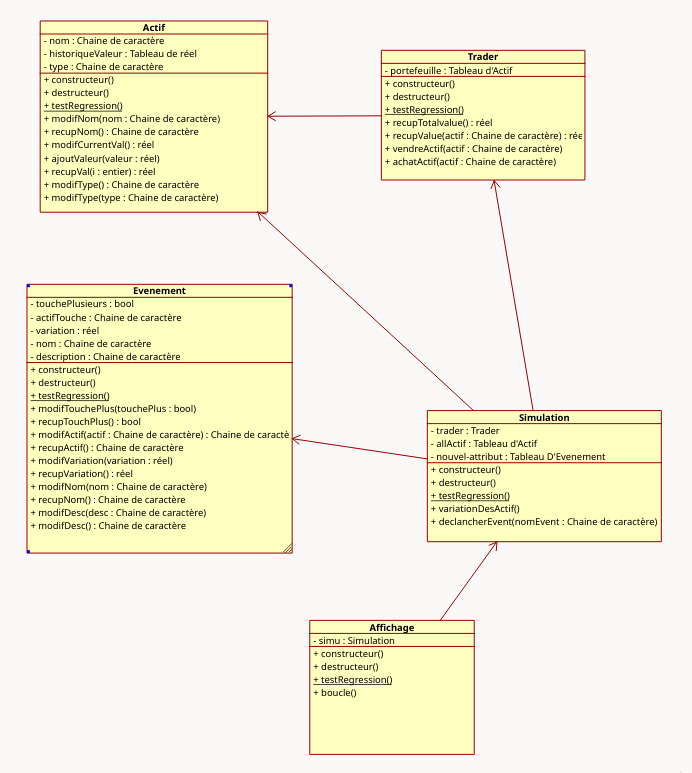 Actif
- nom : Chaine de caractère
- historiqueValeur : Tableau de réel
- type : Chaine de caractère
+ constructeur()
+ destructeur()
+ testRegression()
+ modifNom(nom : Chaine de caractère)
+ recupNom() : Chaine de caractère
+ modifCurrentVal() : réel
+ ajoutValeur(valeur : réel)
+ recupVal(i : entier) : réel
+ modifType() : Chaine de caractère
+ modifType(type : Chaine de caractère)
Trader
- portefeuille : Tableau d'Actif
+ constructeur()
+ destructeur()
+ testRegression()
+ recupTotalvalue() : réel
+ recupValue(actif : Chaine de caractère) : rée
+ vendreActif(actif : Chaine de caractère)
+ achatActif(actif : Chaine de caractère)
Evenement
- touchePlusieurs : bool
- actifTouche : Chaine de caractère
- variation : réel
- nom : Chaine de caractère
- description : Chaine de caractère
+ constructeur()
+ destructeur()
+ testRegression()
+ modifTouchePlus(touchePlus : bool)
+ recupTouchPlus() : bool
+ modifActif(actif : Chaine de caractère) : Chaine de caractè
+ recupActif() : Chaine de caractère
+ modifVariation(variation : réel)
+ recupVariation() : réel
+ modifNom(nom : Chaine de caractère)
+ recupNom() : Chaine de caractère
+ modifDesc(desc : Chaine de caractère)
+ modifDesc() : Chaine de caractère
Simulation
- trader : Trader
- allActif : Tableau d'Actif
- nouvel-attribut : Tableau D'Evenement
+ constructeur()
+ destructeur()
+ testRegression()
+ variationDesActif()
+ declancherEvent(nomEvent : Chaine de caractère)
Affichage
- simu : Simulation
+ constructeur()
+ destructeur()
+ testRegression()
+ boucle()